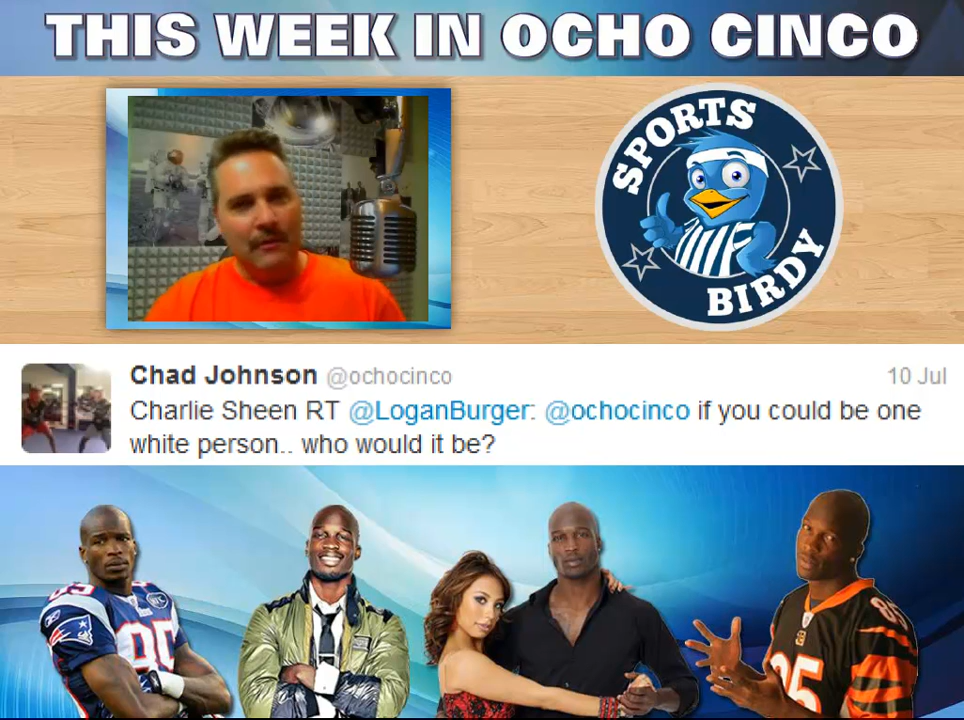 THIS WEEK IN OCHO CINCO
SPORTS
BIRDY
Chad Johnson @ochocinco 10 Jul
Charlie Sheen RT @LoganBurger: @ochocinco if you could be one
white person.. who would it be?
85
85
85